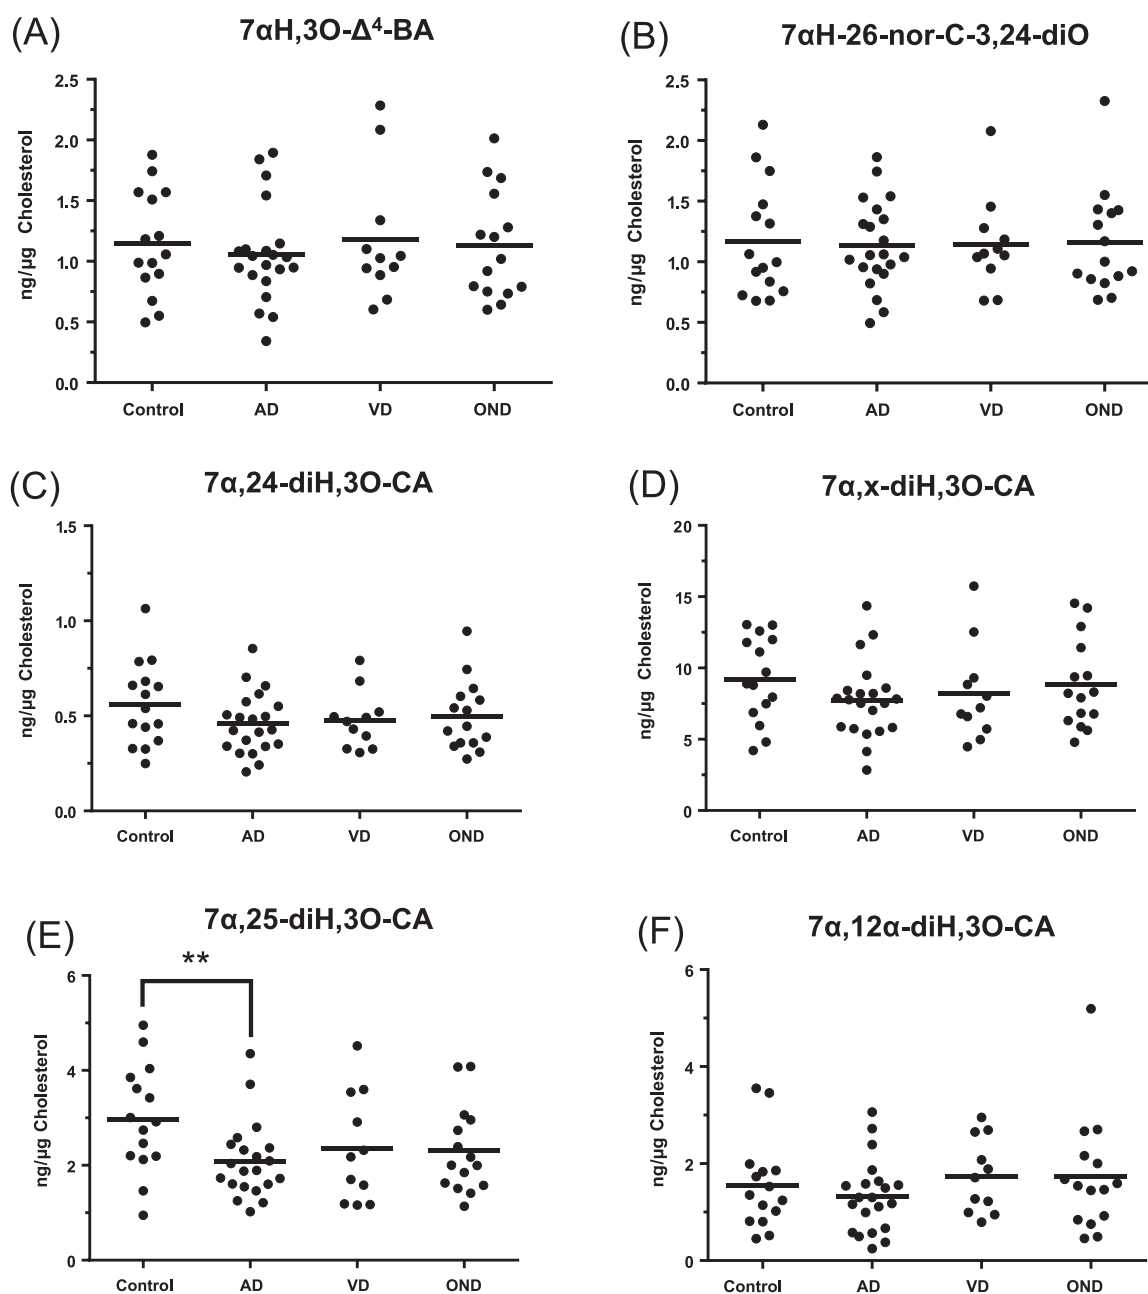 (A) 7αH,3O-Δ⁴-BA
ng/µg Cholesterol
2.5
2.0
1.5
1.0
0.5
0.0
Control AD VD OND
(B) 7αH-26-nor-C-3,24-diO
ng/µg Cholesterol
2.5
2.0
1.5
1.0
0.5
0.0
Control AD VD OND
(C) 7α,24-diH,3O-CA
ng/µg Cholesterol
1.5
1.0
0.5
0.0
Control AD VD OND
(D) 7α,x-diH,3O-CA
ng/µg Cholesterol
20
15
10
5
0
Control AD VD OND
(E) 7α,25-diH,3O-CA
**
ng/µg Cholesterol
6
4
2
0
Control AD VD OND
(F) 7α,12α-diH,3O-CA
ng/µg Cholesterol
6
4
2
0
Control AD VD OND